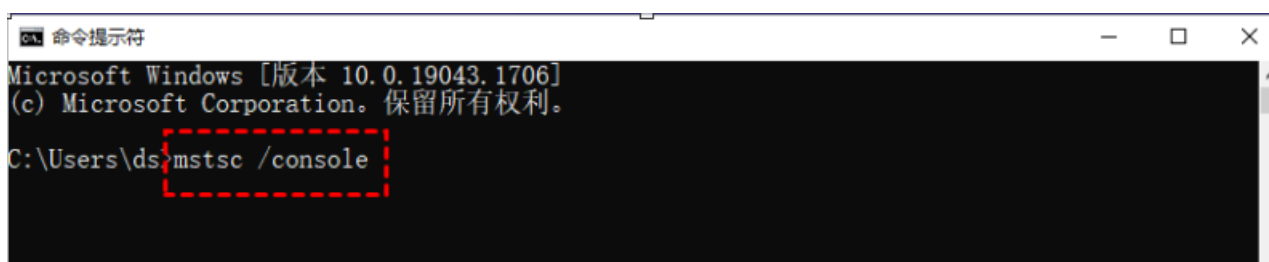 命令提示符
Microsoft Windows [版本 10.0.19043.1706]
(c) Microsoft Corporation。保留所有权利。
C:\Users\ds>mstsc /console